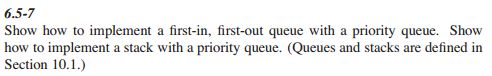 6.5-7
Show how to implement a first-in, first-out queue with a priority queue. Show
how to implement a stack with a priority queue. (Queues and stacks are defined in
Section 10.1.)